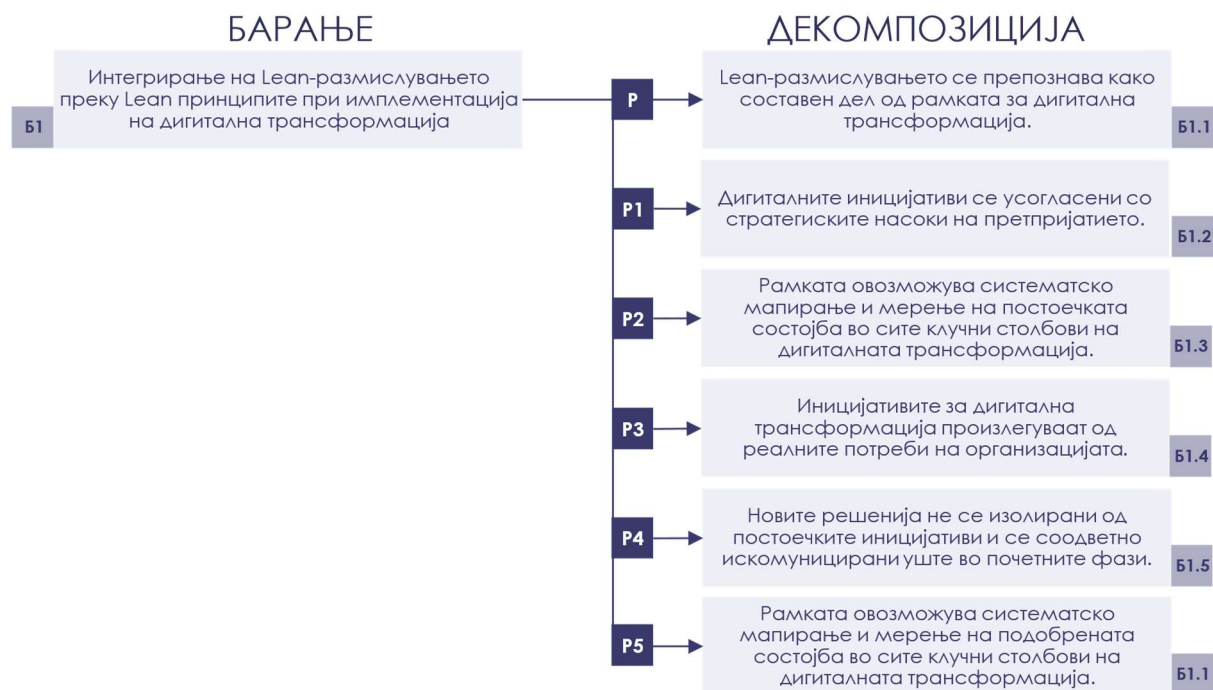 БАРАЊЕ
ДЕКОМПОЗИЦИЈА
Интегрирање на Lean-размислувањето
преку Lean принципите при имплементација
на дигитална трансформација
Б1
Р
Lean-размислувањето се препознава како
составен дел од рамката за дигитална
трансформација.
Б1.1
Р1
Дигиталните иницијативи се усогласени со
стратегиските насоки на претпријатието.
Б1.2
Р2
Рамката овозможува систематско
мапирање и мерење на постоечката
состојба во сите клучни столбови на
дигиталната трансформација.
Б1.3
Р3
Иницијативите за дигитална
трансформација произлегуваат од
реалните потреби на организацијата.
Б1.4
Р4
Новите решенија не се изолирани од
постоечките иницијативи и се соодветно
искомуницирани уште во почетните фази.
Б1.5
Р5
Рамката овозможува систематско
мапирање и мерење на подобрената
состојба во сите клучни столбови на
дигиталната трансформација.
Б1.1